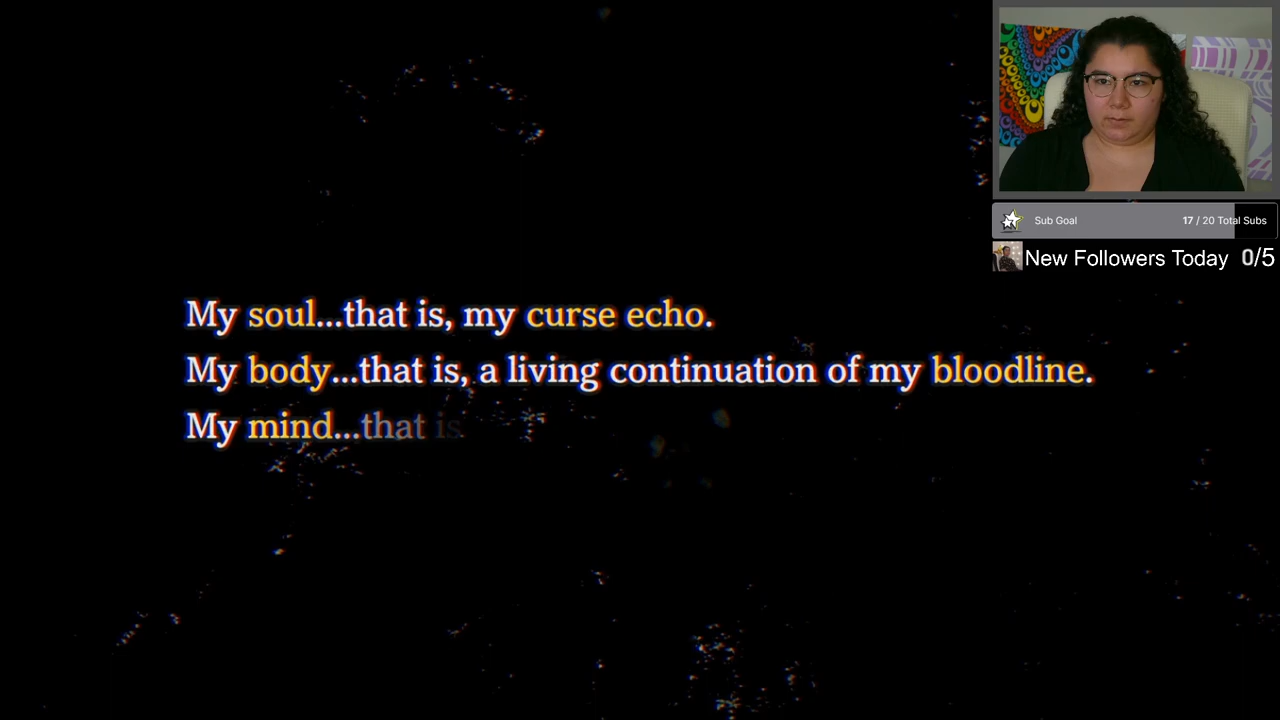 My soul...that is, my curse echo.
My body...that is, a living continuation of my bloodline.
My mind...that is
Sub Goal
17 / 20 Total Subs
New Followers Today 0/5